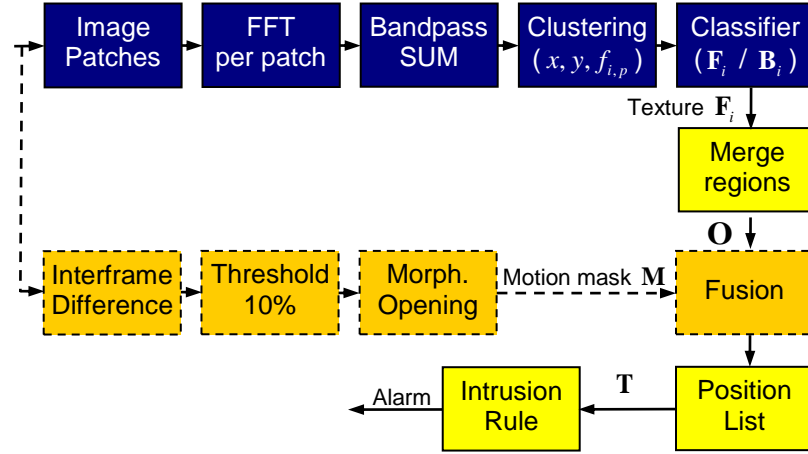 Image
Patches
FFT
per patch
Bandpass
SUM
Clustering
( x, y, f_{i,p} )
Classifier
( F_i / B_i )
Texture F_i
Merge
regions
O
Interframe
Difference
Threshold
10%
Morph.
Opening
Motion mask M
Fusion
Alarm
Intrusion
Rule
T
Position
List